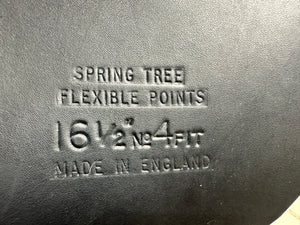 SPRING TREE
FLEXIBLE POINTS
16½" No 4 FIT
MADE IN ENGLAND